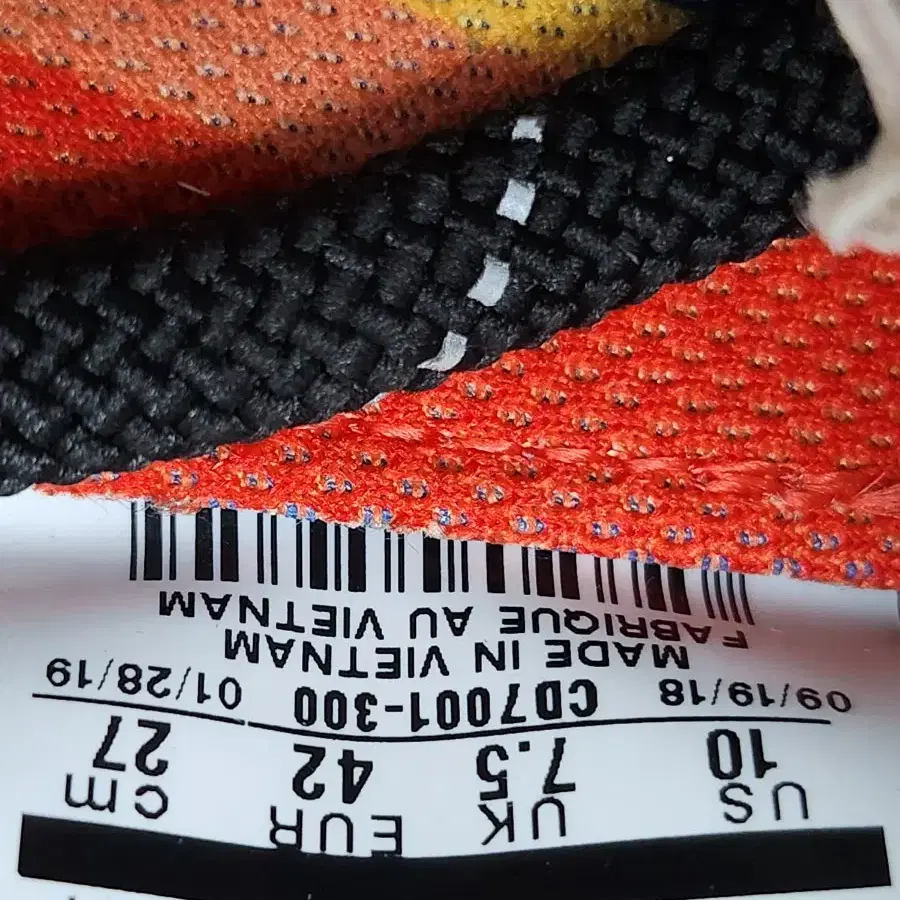 US UK EUR cm
10 7.5 42 27
09/19/18 CD7001-300 01/28/19
MADE IN VIETNAM
FABRIQUE AU VIETNAM